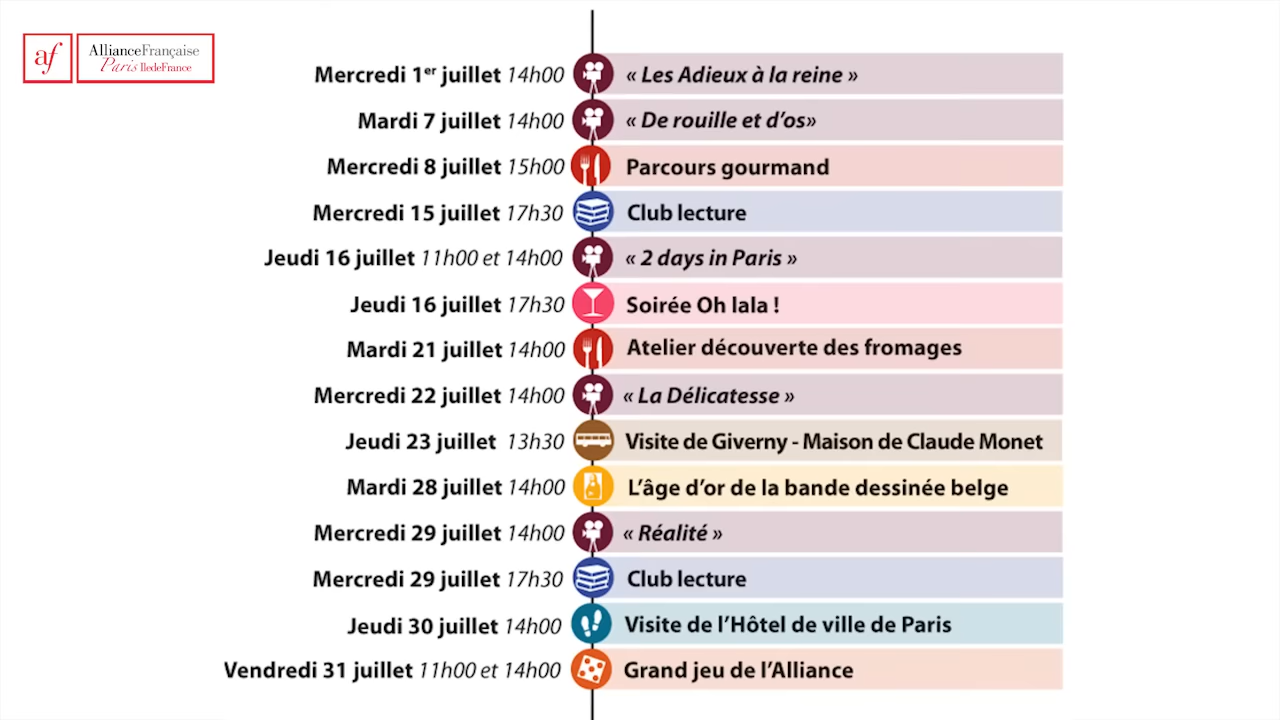 af AllianceFrançaise
Paris IledeFrance
Mercredi 1er juillet 14h00 « Les Adieux à la reine »
Mardi 7 juillet 14h00 « De rouille et d’os»
Mercredi 8 juillet 15h00 Parcours gourmand
Mercredi 15 juillet 17h30 Club lecture
Jeudi 16 juillet 11h00 et 14h00 « 2 days in Paris »
Jeudi 16 juillet 17h30 Soirée Oh lala !
Mardi 21 juillet 14h00 Atelier découverte des fromages
Mercredi 22 juillet 14h00 « La Délicatesse »
Jeudi 23 juillet 13h30 Visite de Giverny - Maison de Claude Monet
Mardi 28 juillet 14h00 L’âge d’or de la bande dessinée belge
Mercredi 29 juillet 14h00 « Réalité »
Mercredi 29 juillet 17h30 Club lecture
Jeudi 30 juillet 14h00 Visite de l’Hôtel de ville de Paris
Vendredi 31 juillet 11h00 et 14h00 Grand jeu de l’Alliance